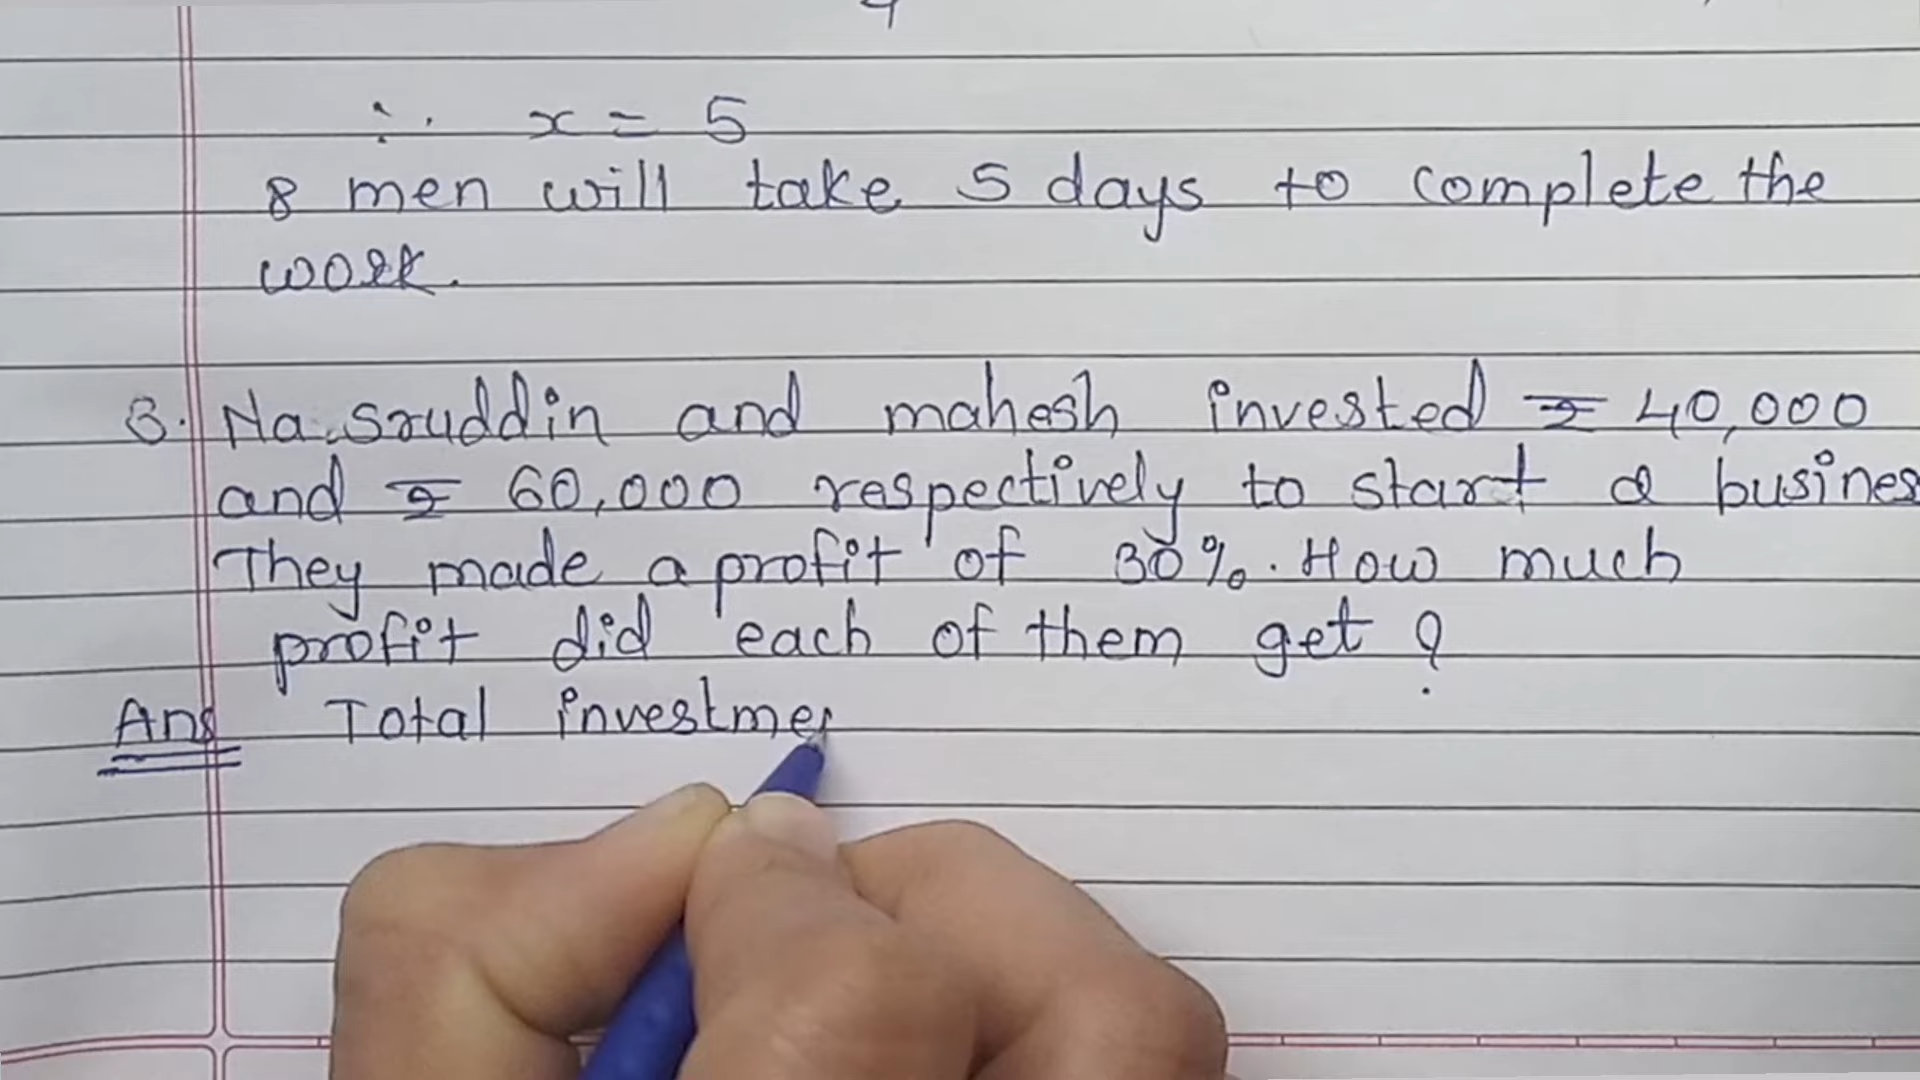 ∴ x = 5
8 men will take 5 days to complete the
work.
3. Nasruddin and mahesh invested ₹ 40,000
and ₹ 60,000 respectively to start a busines
They made a profit of 30%. How much
profit did each of them get ?
Ans Total investmen